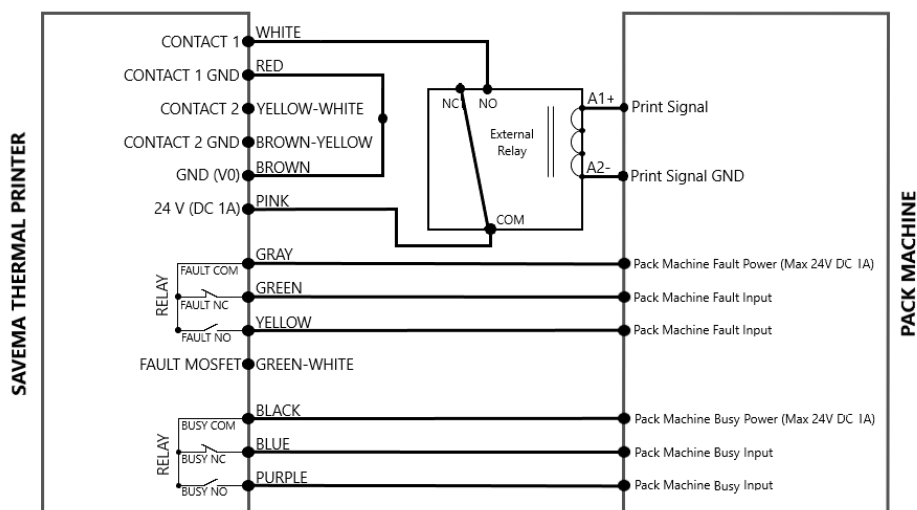 SAVEMA THERMAL PRINTER
CONTACT 1 WHITE
CONTACT 1 GND RED
CONTACT 2 YELLOW-WHITE
CONTACT 2 GND BROWN-YELLOW
GND (V0) BROWN
24 V (DC 1A) PINK
NC NO
External
Relay
COM
A1+ Print Signal
A2- Print Signal GND
RELAY
FAULT COM GRAY Pack Machine Fault Power (Max 24V DC 1A)
FAULT NC GREEN Pack Machine Fault Input
FAULT NO YELLOW Pack Machine Fault Input
FAULT MOSFET GREEN-WHITE
RELAY
BUSY COM BLACK Pack Machine Busy Power (Max 24V DC 1A)
BUSY NC BLUE Pack Machine Busy Input
BUSY NO PURPLE Pack Machine Busy Input
PACK MACHINE